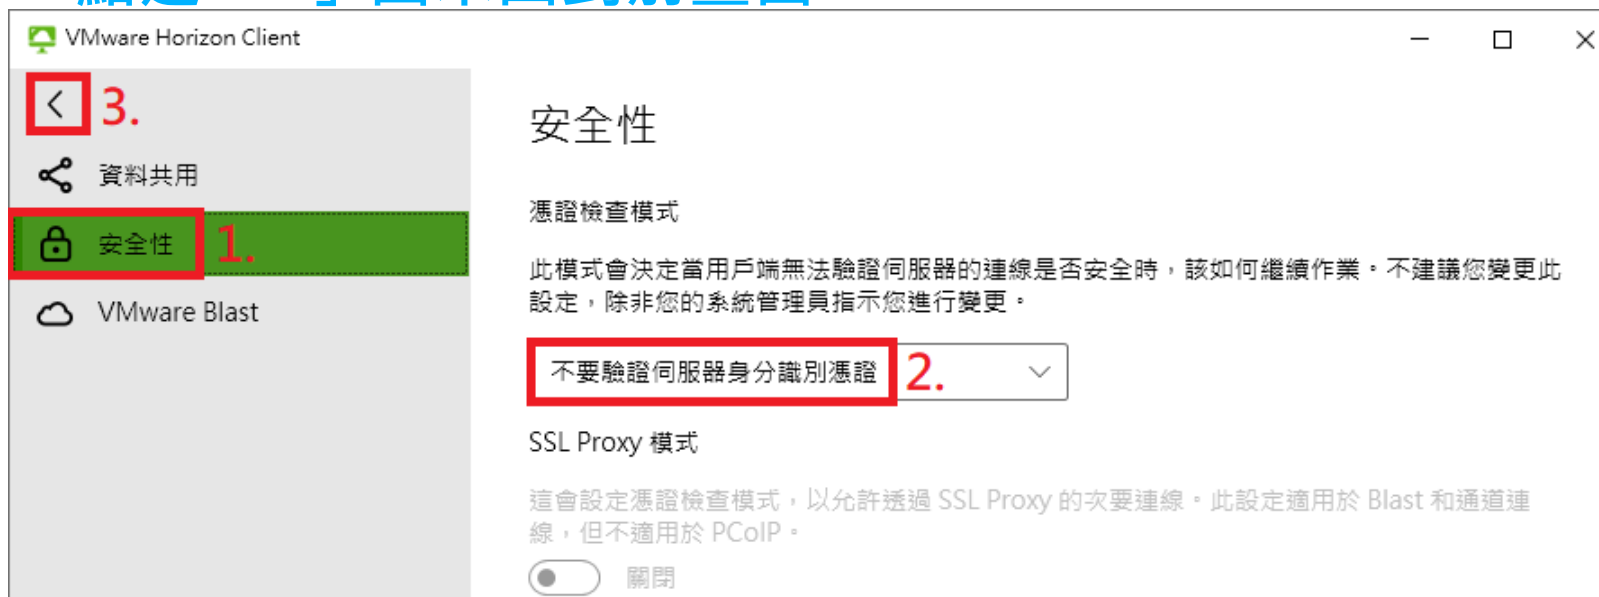 VMware Horizon Client
3.
安全性
資料共用
憑證檢查模式
安全性 1.
此模式會決定當用戶端無法驗證伺服器的連線是否安全時，該如何繼續作業。不建議您變更此
設定，除非您的系統管理員指示您進行變更。
VMware Blast
不要驗證伺服器身分識別憑證 2.
SSL Proxy 模式
這會設定憑證檢查模式，以允許透過 SSL Proxy 的次要連線。此設定適用於 Blast 和通道連
線，但不適用於 PCoIP。
關閉